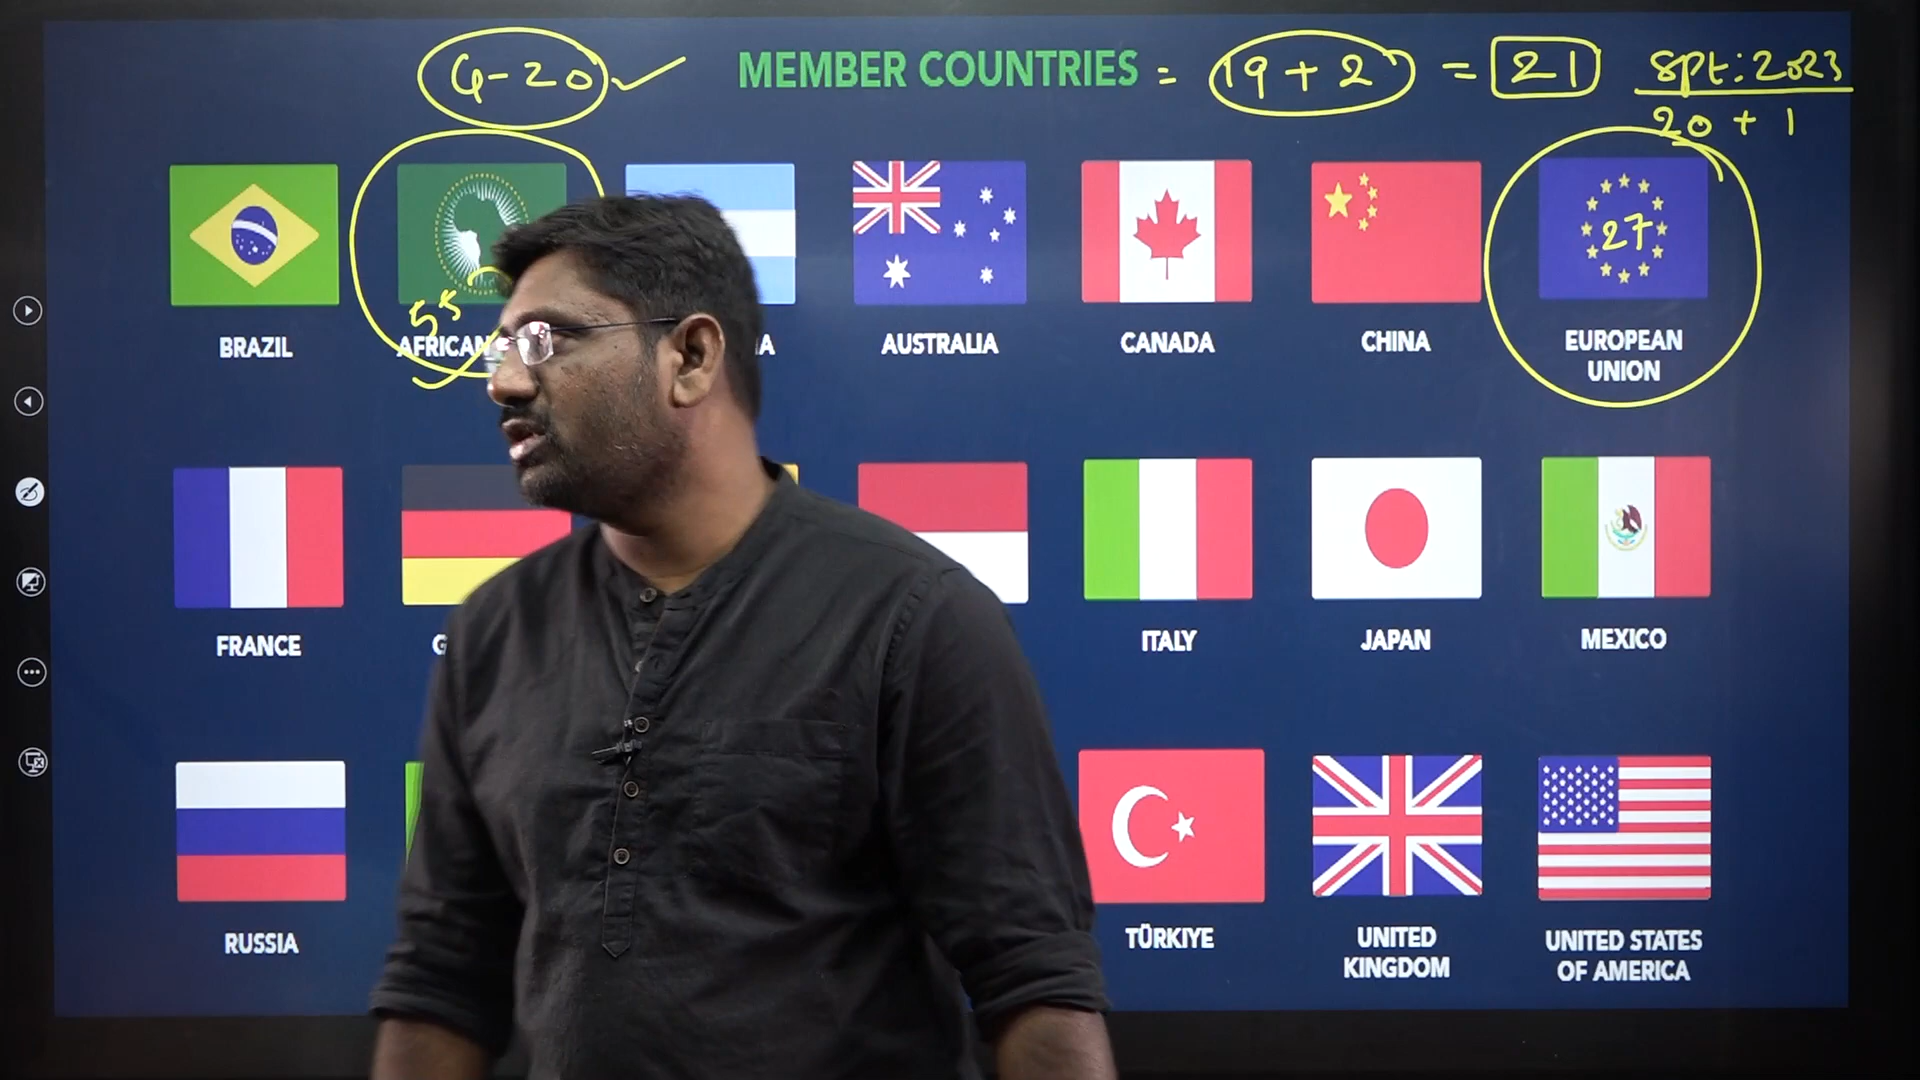 G-20 MEMBER COUNTRIES = 19 + 2 = 21 Spt: 2023
20 + 1
27
55
BRAZIL AFRICAN AUSTRALIA CANADA CHINA EUROPEAN UNION
FRANCE G ITALY JAPAN MEXICO
RUSSIA TÜRKIYE UNITED KINGDOM UNITED STATES OF AMERICA